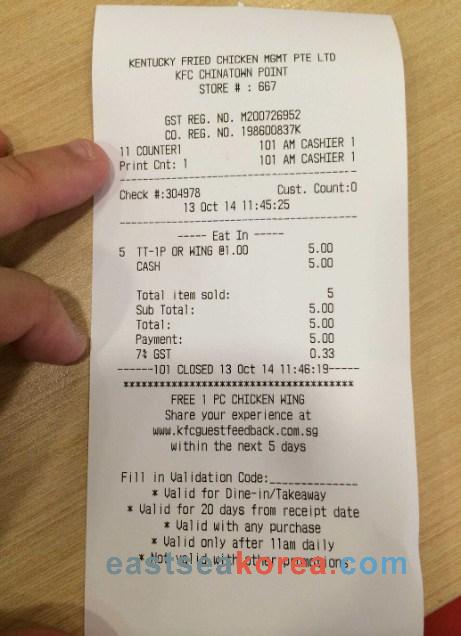 KENTUCKY FRIED CHICKEN MGMT PTE LTD
KFC CHINATOWN POINT
STORE # : 667
GST REG. NO. M200726952
CO. REG. NO. 198600837K
11 COUNTER1 101 AM CASHIER 1
Print Cnt: 1 101 AM CASHIER 1
Check #:304978 Cust. Count:0
13 Oct 14 11:45:25
----- Eat In -----
5 TT-1P OR WING @1.00 5.00
CASH 5.00
Total item sold: 5
Sub Total: 5.00
Total: 5.00
Payment: 5.00
7% GST 0.33
------101 CLOSED 13 Oct 14 11:46:19-----
***************************************
FREE 1 PC CHICKEN WING
Share your experience at
www.kfcguestfeedback.com.sg
within the next 5 days
Fill in Validation Code:_____________
* Valid for Dine-in/Takeaway
* Valid for 20 days from receipt date
* Valid with any purchase
* Valid only after 11am daily
* Not valid with other promotions
eastseakorea.com